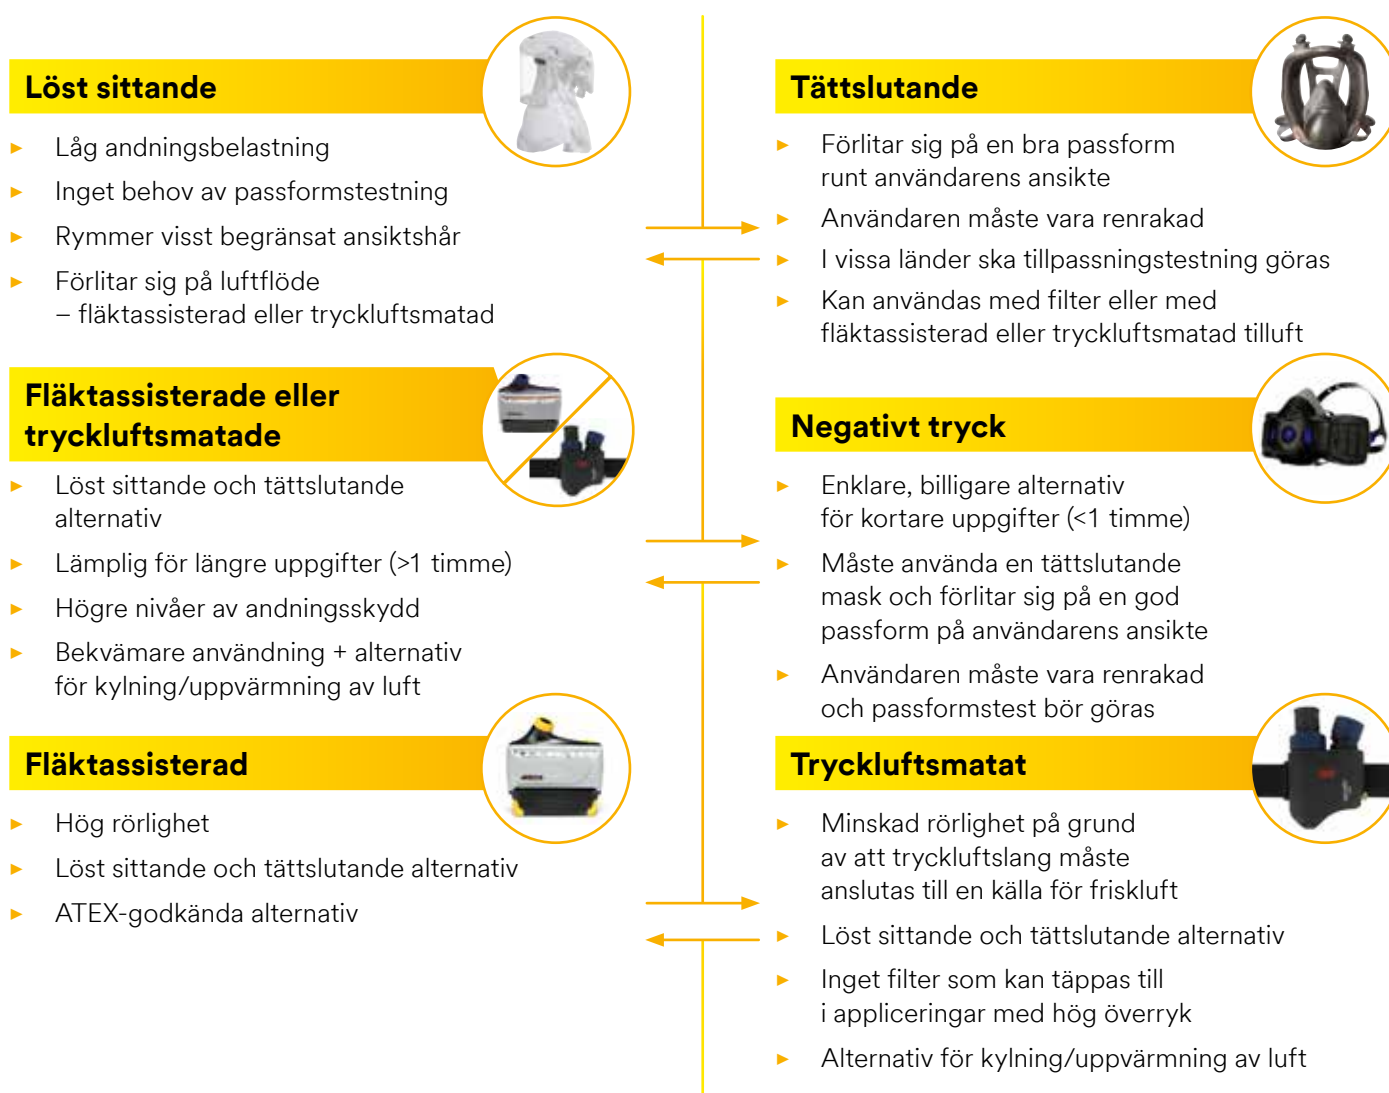 Löst sittande
Låg andningsbelastning
Inget behov av passformstestning
Rymmer visst begränsat ansiktshår
Förlitar sig på luftflöde
– fläktassisterad eller tryckluftsmatad
Tättslutande
Förlitar sig på en bra passform
runt användarens ansikte
Användaren måste vara renrakad
I vissa länder ska tillpassningstestning göras
Kan användas med filter eller med
fläktassisterad eller tryckluftsmatad tilluft
Fläktassisterade eller
tryckluftsmatade
Löst sittande och tättslutande
alternativ
Lämplig för längre uppgifter (>1 timme)
Högre nivåer av andningsskydd
Bekvämare användning + alternativ
för kylning/uppvärmning av luft
Negativt tryck
Enklare, billigare alternativ
för kortare uppgifter (<1 timme)
Måste använda en tättslutande
mask och förlitar sig på en god
passform på användarens ansikte
Användaren måste vara renrakad
och passformstest bör göras
Fläktassisterad
Hög rörlighet
Löst sittande och tättslutande alternativ
ATEX-godkända alternativ
Tryckluftsmatat
Minskad rörlighet på grund
av att tryckluftslang måste
anslutas till en källa för friskluft
Löst sittande och tättslutande alternativ
Inget filter som kan täppas till
i appliceringar med hög överryk
Alternativ för kylning/uppvärmning av luft